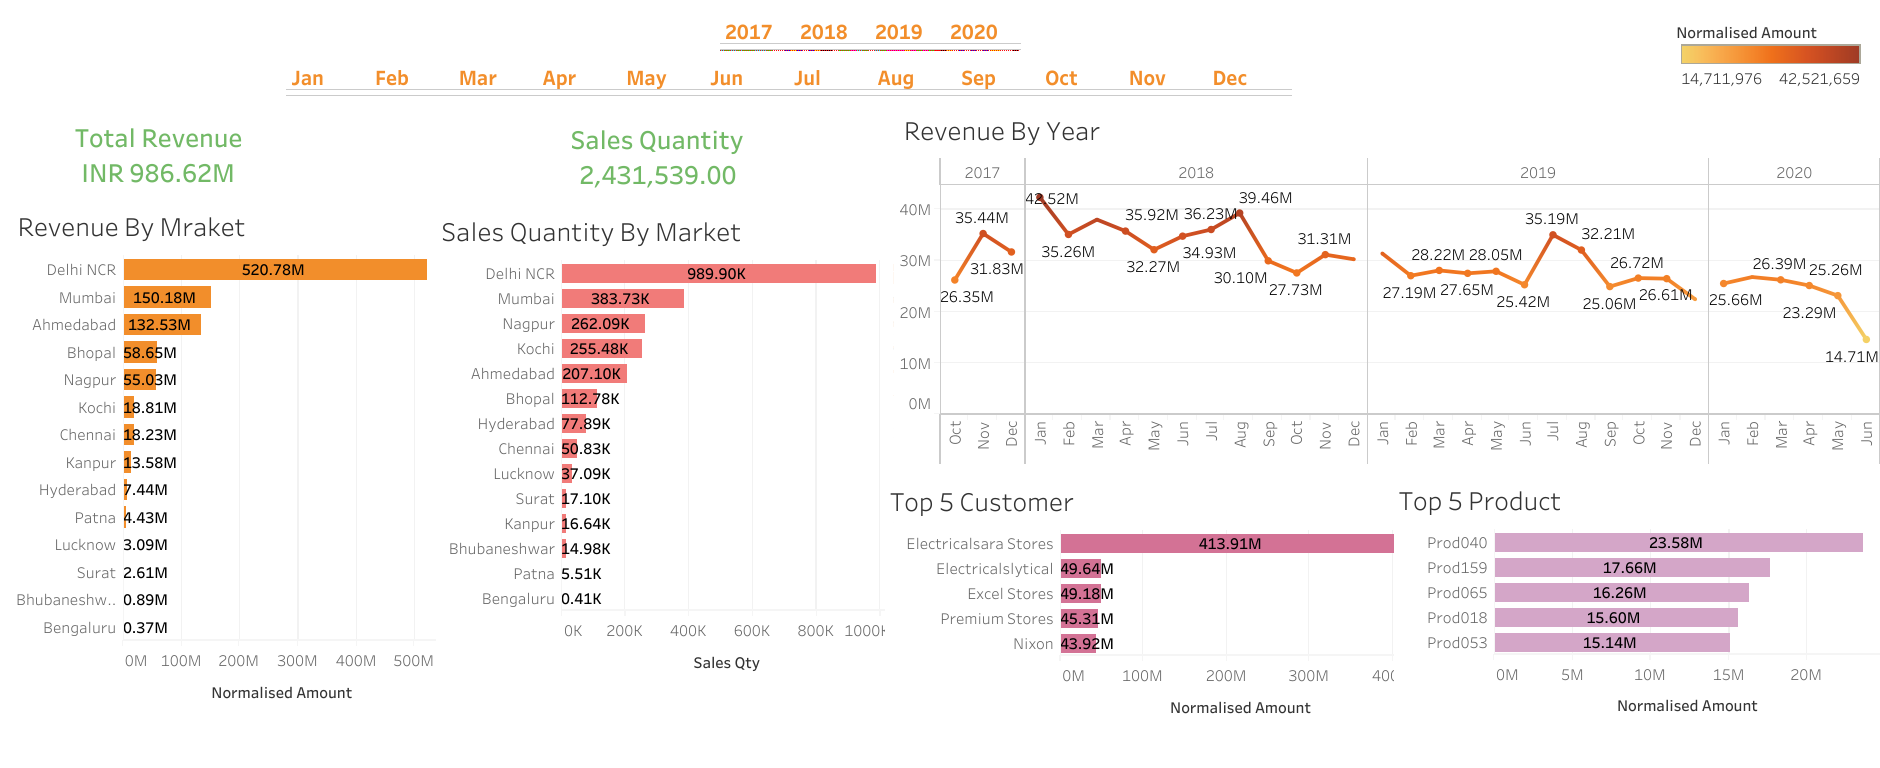 2017 2018 2019 2020
Jan Feb Mar Apr May Jun Jul Aug Sep Oct Nov Dec
Normalised Amount
14,711,976 42,521,659
Total Revenue
INR 986.62M
Sales Quantity
2,431,539.00
Revenue By Mraket
Delhi NCR 520.78M
Mumbai 150.18M
Ahmedabad 132.53M
Bhopal 58.65M
Nagpur 55.03M
Kochi 18.81M
Chennai 18.23M
Kanpur 13.58M
Hyderabad 7.44M
Patna 4.43M
Lucknow 3.09M
Surat 2.61M
Bhubaneshw.. 0.89M
Bengaluru 0.37M
0M 100M 200M 300M 400M 500M
Normalised Amount
Sales Quantity By Market
Delhi NCR 989.90K
Mumbai 383.73K
Nagpur 262.09K
Kochi 255.48K
Ahmedabad 207.10K
Bhopal 112.78K
Hyderabad 77.89K
Chennai 50.83K
Lucknow 37.09K
Surat 17.10K
Kanpur 16.64K
Bhubaneshwar 14.98K
Patna 5.51K
Bengaluru 0.41K
0K 200K 400K 600K 800K 1000K
Sales Qty
Revenue By Year
2017 2018 2019 2020
40M
30M
20M
10M
0M
26.35M 35.44M 31.83M
42.52M 35.26M 35.92M 32.27M 34.93M 36.23M 39.46M 30.10M 27.73M 31.31M
27.19M 28.22M 27.65M 28.05M 25.42M 35.19M 32.21M 25.06M 26.72M 26.61M
25.66M 26.39M 25.26M 23.29M 14.71M
Oct Nov Dec Jan Feb Mar Apr May Jun Jul Aug Sep Oct Nov Dec Jan Feb Mar Apr May Jun Jul Aug Sep Oct Nov Dec Jan Feb Mar Apr May Jun
Top 5 Customer
Electricalsara Stores 413.91M
Electricalslytical 49.64M
Excel Stores 49.18M
Premium Stores 45.31M
Nixon 43.92M
0M 100M 200M 300M 400
Normalised Amount
Top 5 Product
Prod040 23.58M
Prod159 17.66M
Prod065 16.26M
Prod018 15.60M
Prod053 15.14M
0M 5M 10M 15M 20M
Normalised Amount